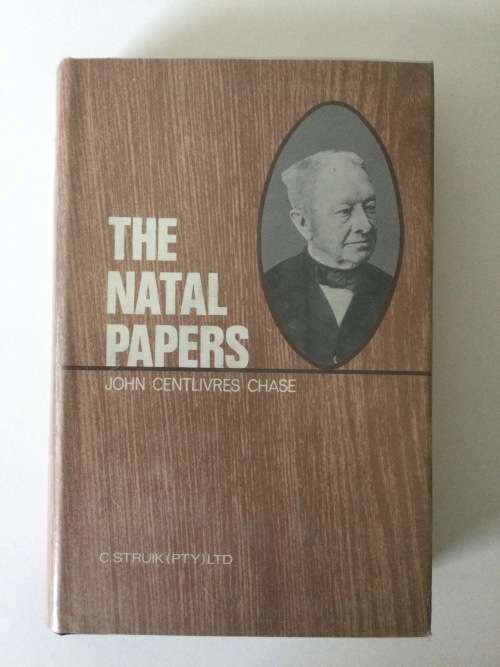 THE
NATAL
PAPERS
JOHN CENTLIVRES CHASE
C. STRUIK (PTY) LTD